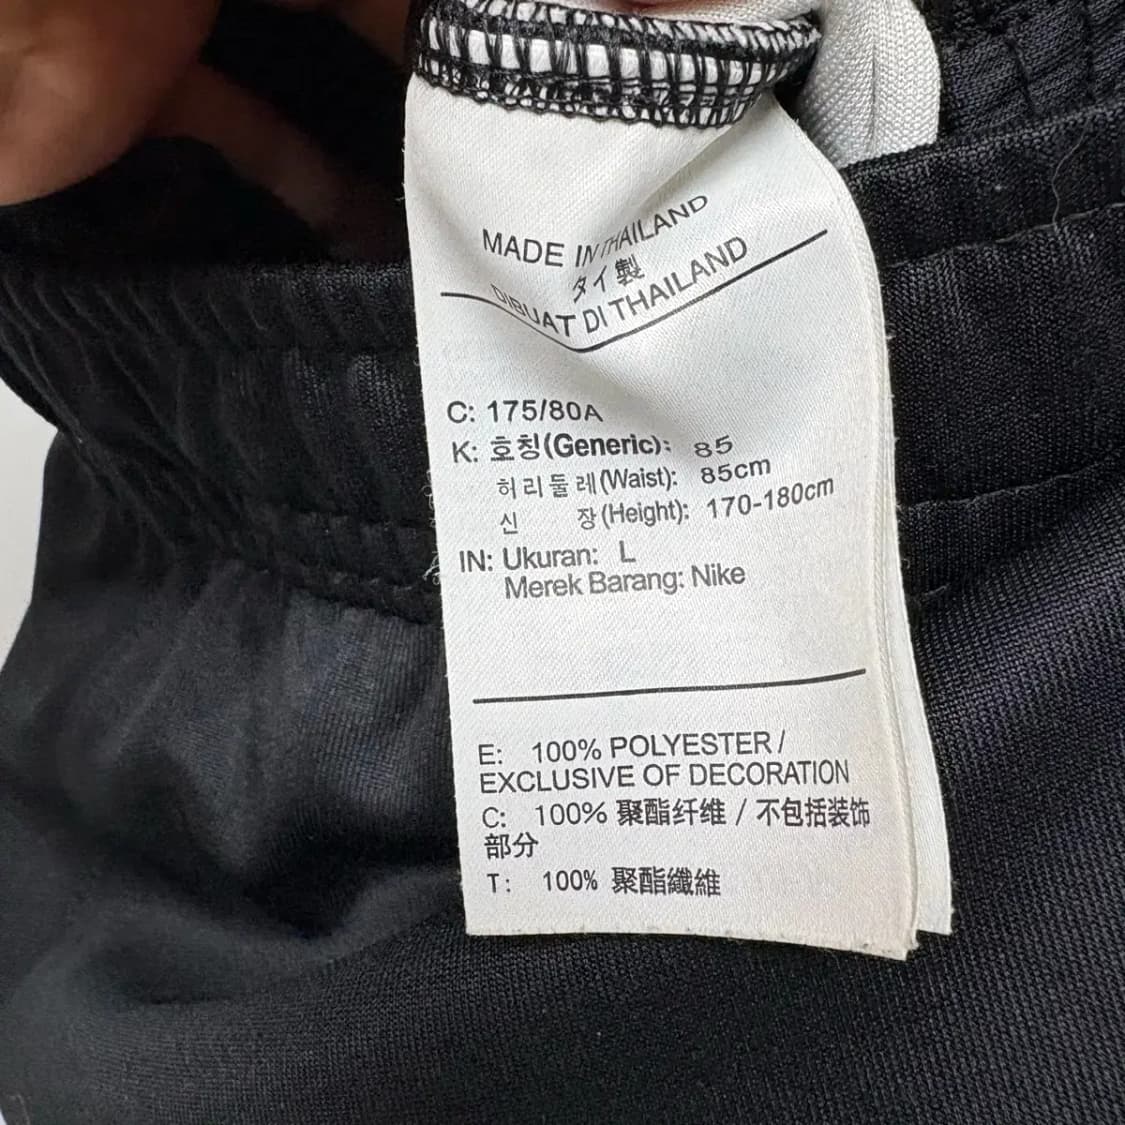 MADE IN THAILAND
タイ製
DIBUAT DI THAILAND
C: 175/80A
K: 호칭(Generic): 85
허리둘레(Waist): 85cm
신 장(Height): 170-180cm
IN: Ukuran: L
Merek Barang: Nike
E: 100% POLYESTER /
EXCLUSIVE OF DECORATION
C: 100% 聚酯纤维 / 不包括装饰
部分
T: 100% 聚酯纖維